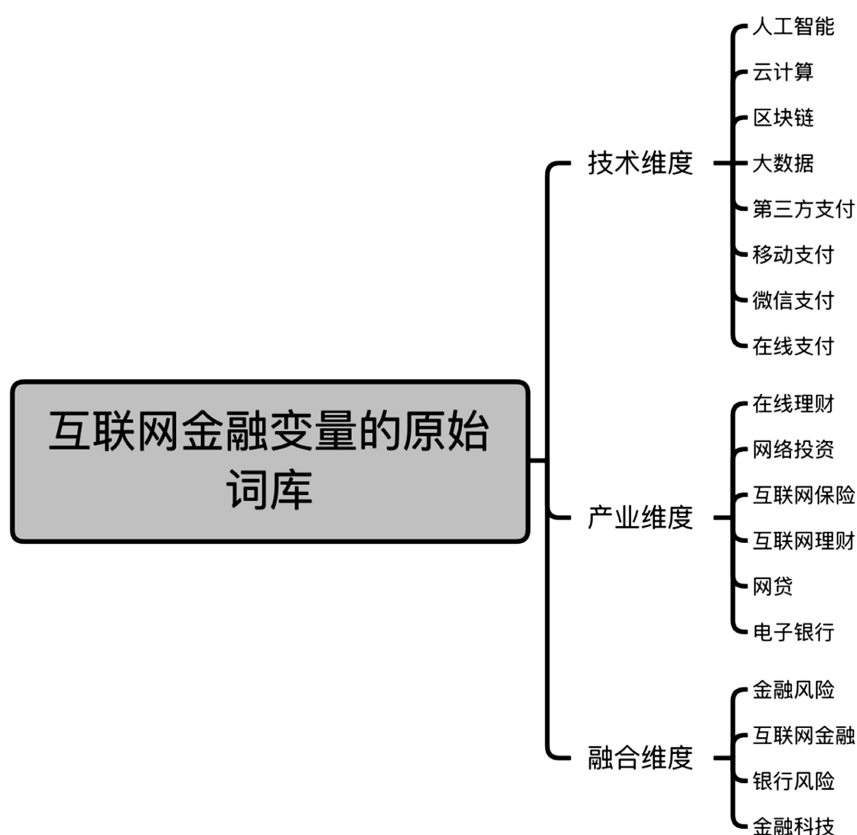 互联网金融变量的原始
词库
技术维度
人工智能
云计算
区块链
大数据
第三方支付
移动支付
微信支付
在线支付
产业维度
在线理财
网络投资
互联网保险
互联网理财
网贷
电子银行
融合维度
金融风险
互联网金融
银行风险
金融科技